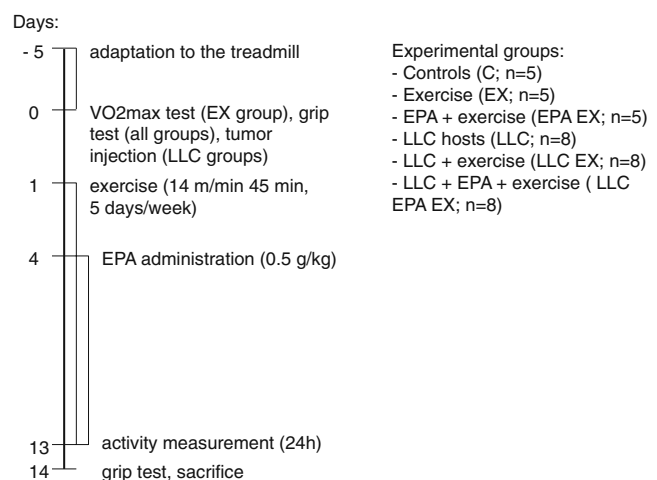 Days:
- 5 adaptation to the treadmill
0 VO2max test (EX group), grip
test (all groups), tumor
injection (LLC groups)
1 exercise (14 m/min 45 min,
5 days/week)
4 EPA administration (0.5 g/kg)
13 activity measurement (24h)
14 grip test, sacrifice
Experimental groups:
- Controls (C; n=5)
- Exercise (EX; n=5)
- EPA + exercise (EPA EX; n=5)
- LLC hosts (LLC; n=8)
- LLC + exercise (LLC EX; n=8)
- LLC + EPA + exercise ( LLC
EPA EX; n=8)